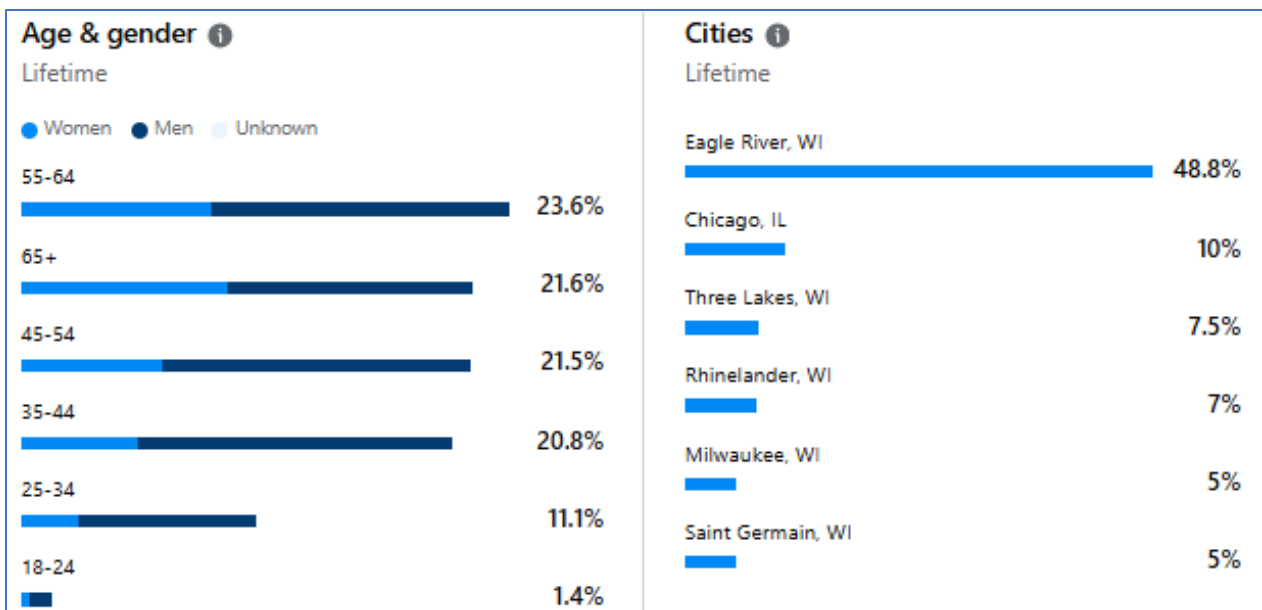 Age & gender
Lifetime
Women Men Unknown
55-64
23.6%
65+
21.6%
45-54
21.5%
35-44
20.8%
25-34
11.1%
18-24
1.4%
Cities
Lifetime
Eagle River, WI
48.8%
Chicago, IL
10%
Three Lakes, WI
7.5%
Rhinelander, WI
7%
Milwaukee, WI
5%
Saint Germain, WI
5%